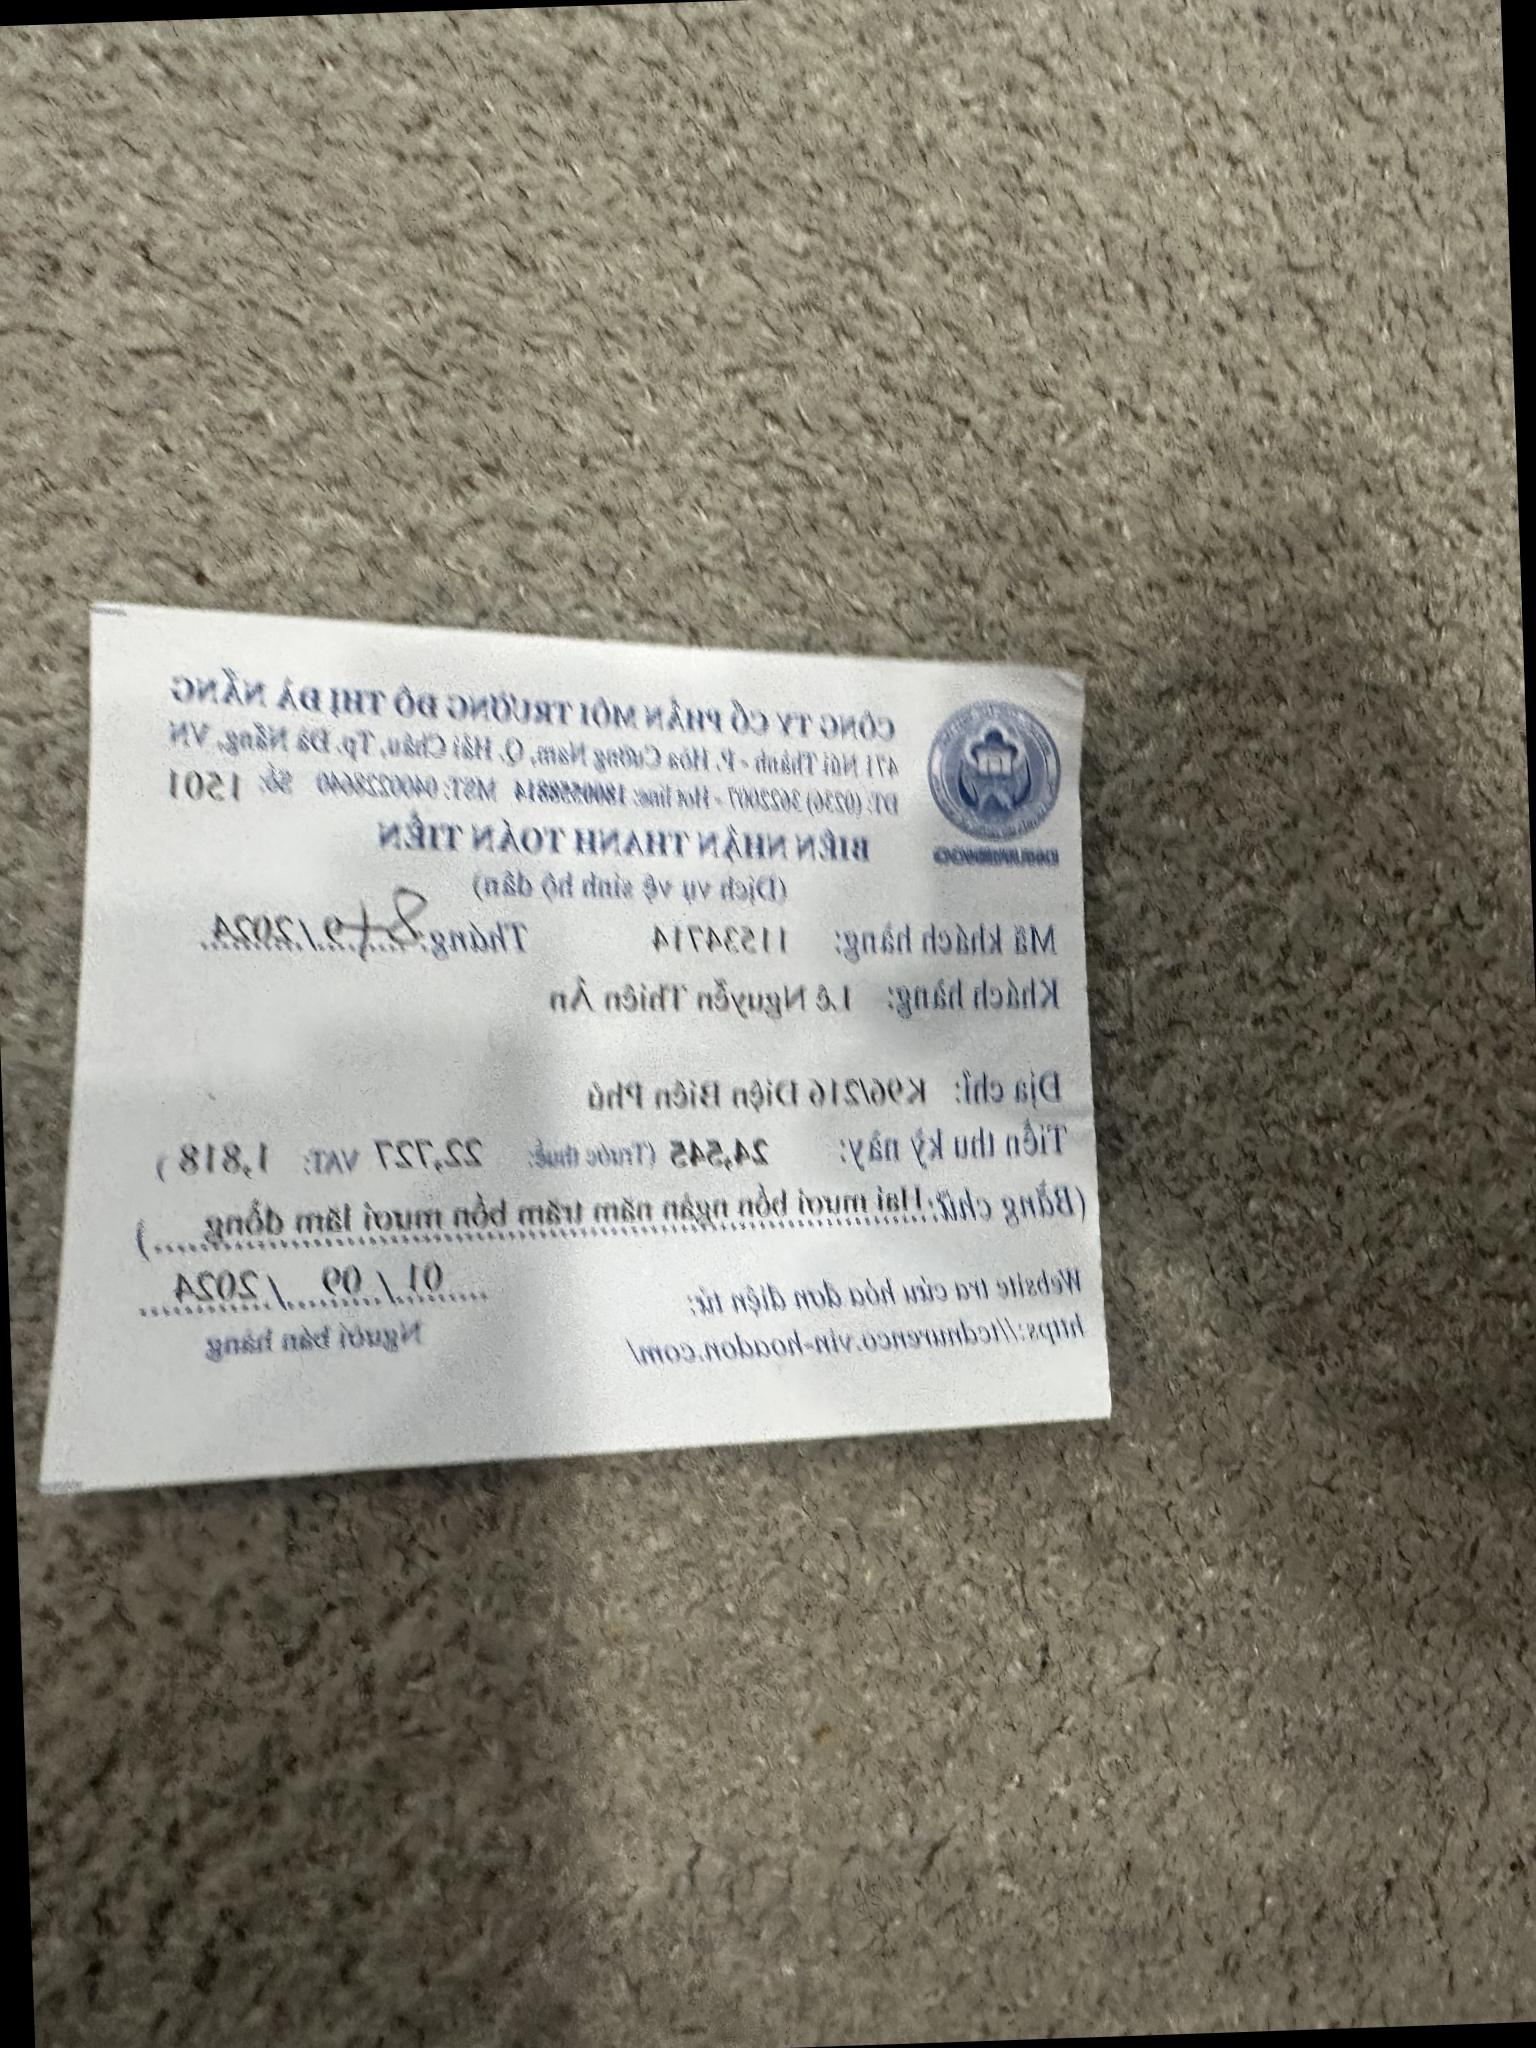 CÔNG TY CỔ PHẦN MÔI TRƯỜNG ĐÔ THỊ ĐÀ NẴNG
471 Núi Thành - P. Hòa Cường Nam, Q. Hải Châu, Tp. Đà Nẵng, VN
ĐT: (0236) 3622007 - Hot line: 1800558814 MST: 0400228640 Số: 1501
BIÊN NHẬN THANH TOÁN TIỀN
(Dịch vụ vệ sinh hộ dân)
Mã khách hàng: 11534714 Tháng: 8+9/2024
Khách hàng: Lê Nguyễn Thiên Ân
Địa chỉ: K96/216 Điện Biên Phủ
Tiền thu kỳ này: 24,545 (Trước thuế: 22,727 VAT: 1,818 )
(Bằng chữ: Hai mươi bốn ngàn năm trăm bốn mươi lăm đồng )
01 / 09 / 2024
Website tra cứu hóa đơn điện tử:
Người bán hàng
https://tcdnurenco.vin-hoadon.com/